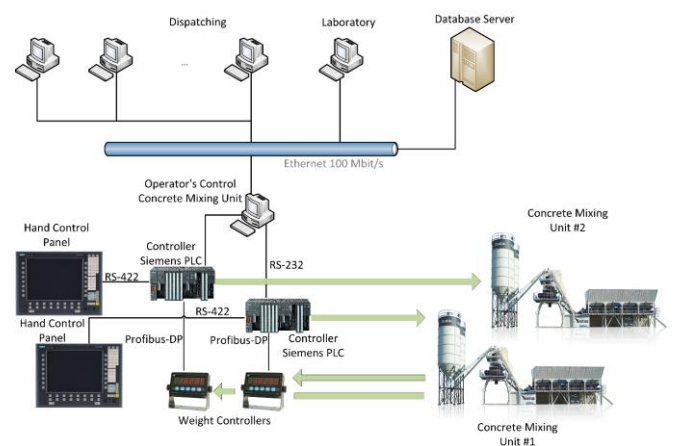 Dispatching
Laboratory
Database Server
...
Ethernet 100 Mbit/s
Operator's Control
Concrete Mixing Unit
Hand Control
Panel
Controller
Siemens PLC
RS-422
RS-232
Concrete Mixing
Unit #2
Hand Control
Panel
RS-422
Profibus-DP
Profibus-DP
Controller
Siemens PLC
Weight Controllers
Concrete Mixing
Unit #1